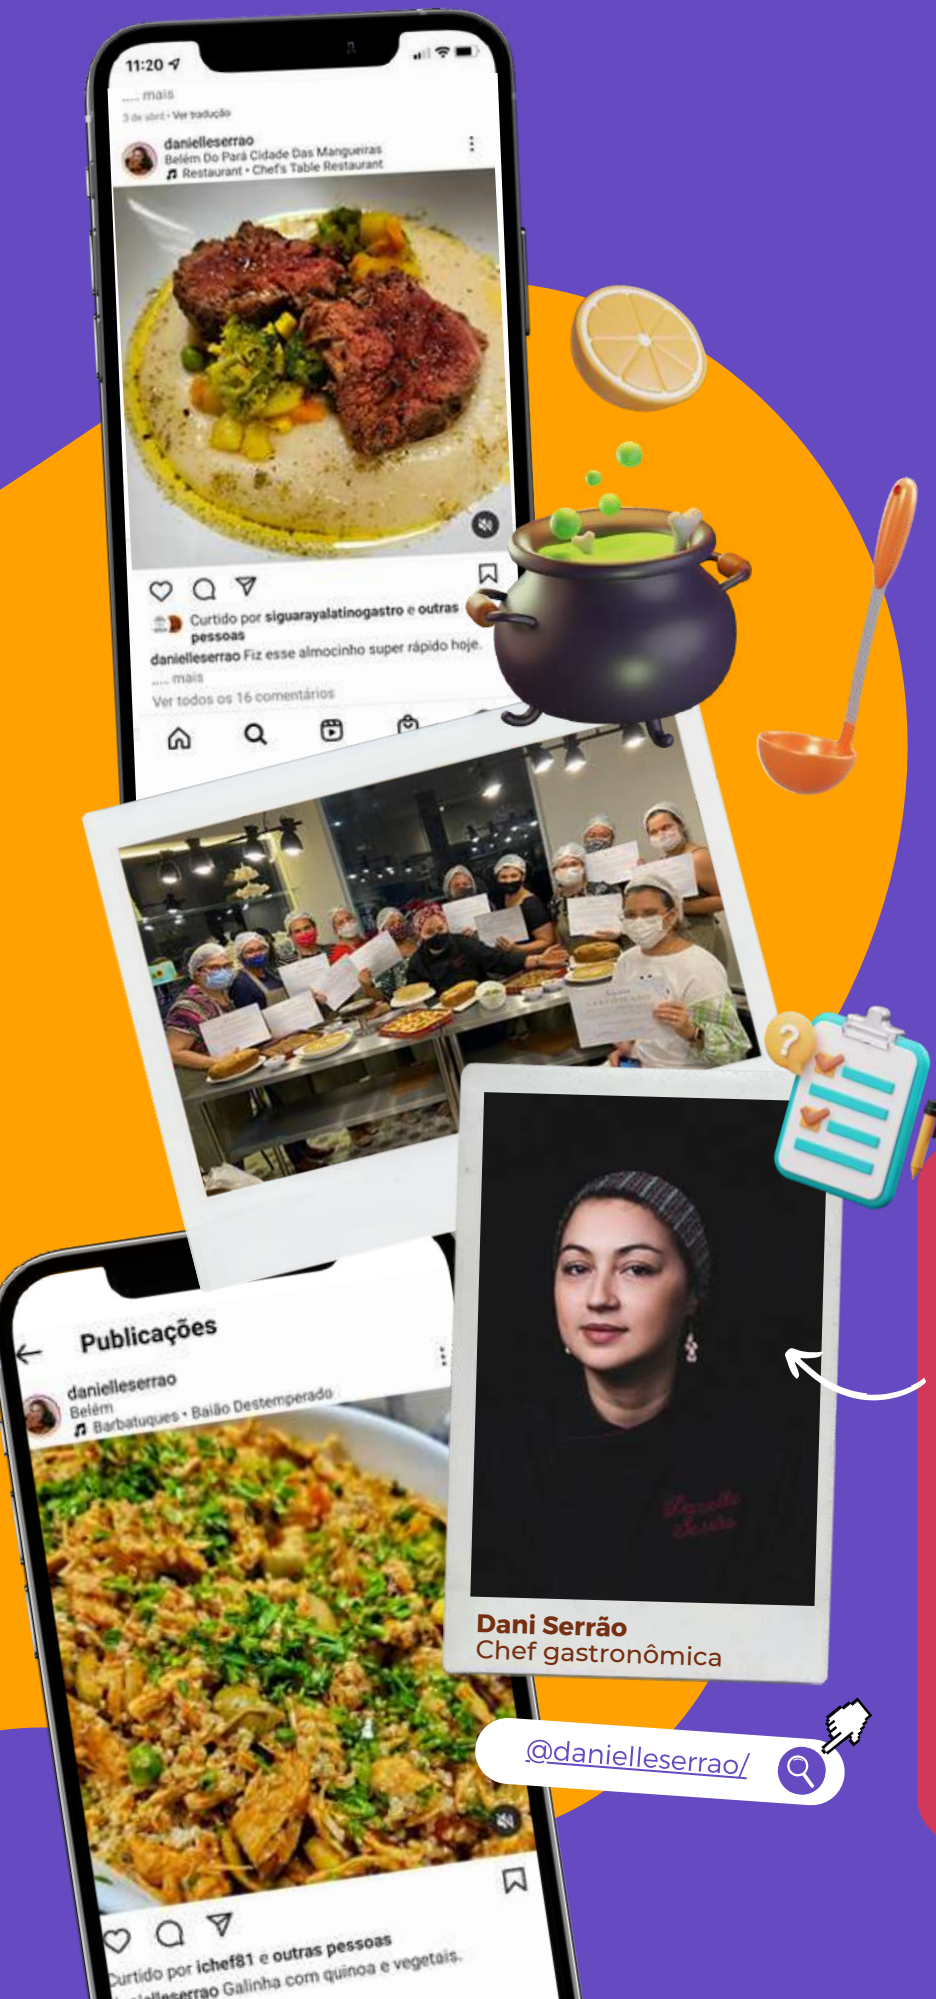 11:20
..... mais
3 de abril • Ver tradução
danielleserrao
Belém Do Pará Cidade Das Mangueiras
Restaurant • Chef's Table Restaurant
Curtido por siguarayalatinogastro e outras
pessoas
danielleserrao Fiz esse almocinho super rápido hoje.
..... mais
Ver todos os 16 comentários
?
Publicações
danielleserrao
Belém
Barbatuques • Baião Destemperado
Danielle
Serrão
Dani Serrão
Chef gastronômica
@danielleserrao/
Curtido por ichef81 e outras pessoas
danielleserrao Galinha com quinoa e vegetais.